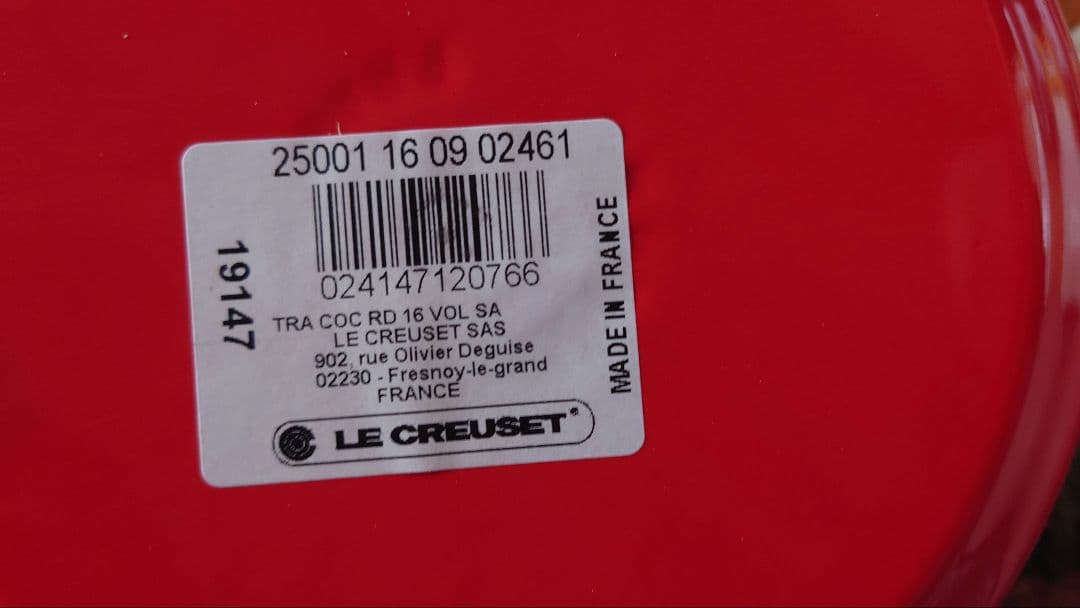 25001 16 09 02461
024147120766
TRA COC RD 16 VOL SA
LE CREUSET SAS
902, rue Olivier Deguise
02230 - Fresnoy-le-grand
FRANCE
LE CREUSET®
19147
MADE IN FRANCE